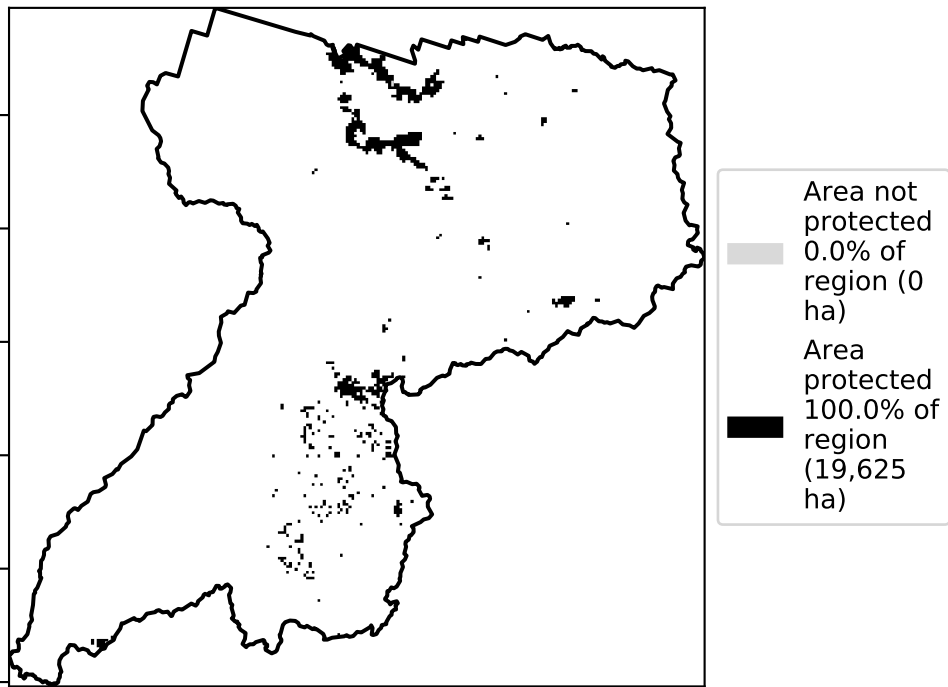 Area not
protected
0.0% of
region (0
ha)
Area
protected
100.0% of
region
(19,625
ha)